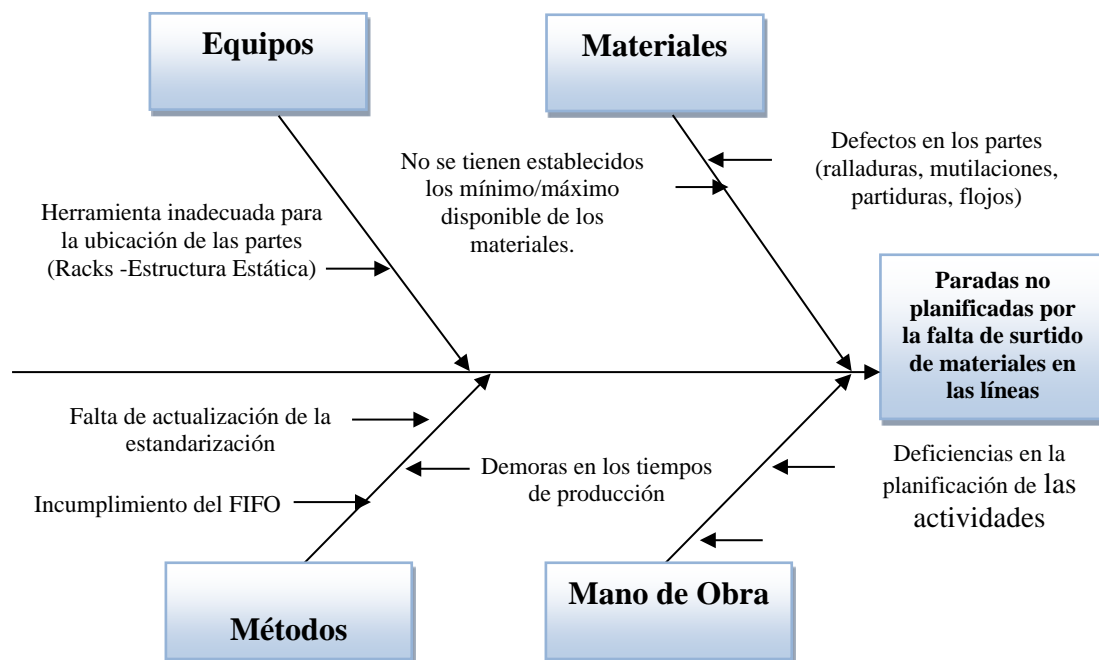 Equipos
Materiales
Defectos en los partes
(ralladuras, mutilaciones,
partiduras, flojos)
No se tienen establecidos
los mínimo/máximo
disponible de los
materiales.
Herramienta inadecuada para
la ubicación de las partes
(Racks -Estructura Estática)
Paradas no
planificadas por
la falta de surtido
de materiales en
las líneas
Falta de actualización de la
estandarización
Demoras en los tiempos
de producción
Incumplimiento del FIFO
Deficiencias en la
planificación de las
actividades
Métodos
Mano de Obra